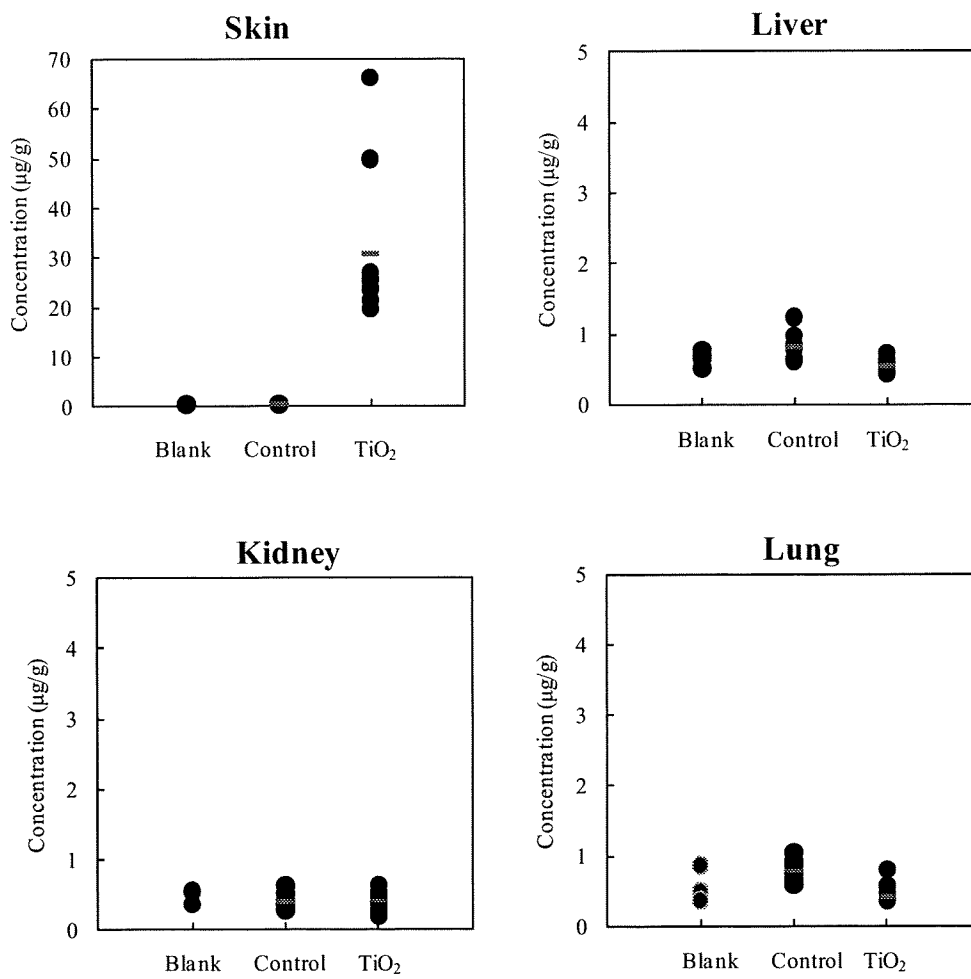 Skin
70
60
50
40
30
20
10
0
Concentration (µg/g)
Blank Control TiO₂
Liver
5
4
3
2
1
0
Concentration (µg/g)
Blank Control TiO₂
Kidney
5
4
3
2
1
0
Concentration (µg/g)
Blank Control TiO₂
Lung
5
4
3
2
1
0
Concentration (µg/g)
Blank Control TiO₂